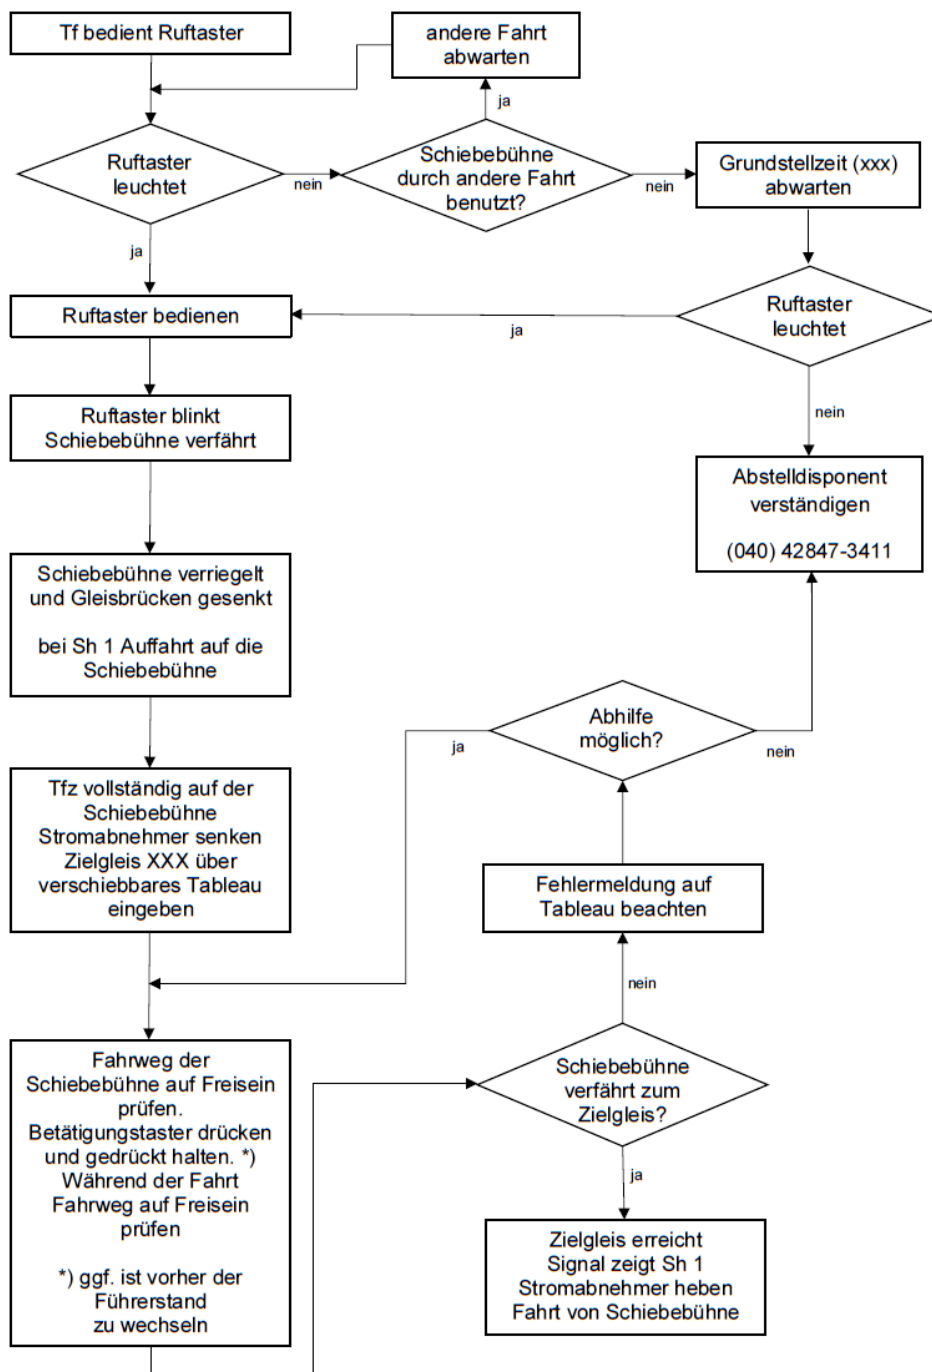 Tf bedient Ruftaster
andere Fahrt
abwarten
ja
Ruftaster
leuchtet
nein
Schiebebühne
durch andere Fahrt
benutzt?
nein
Grundstellzeit (xxx)
abwarten
ja
Ruftaster bedienen
ja
Ruftaster
leuchtet
nein
Ruftaster blinkt
Schiebebühne verfährt
Abstelldisponent
verständigen
(040) 42847-3411
Schiebebühne verriegelt
und Gleisbrücken gesenkt
bei Sh 1 Auffahrt auf die
Schiebebühne
Abhilfe
möglich?
ja
nein
Tfz vollständig auf der
Schiebebühne
Stromabnehmer senken
Zielgleis XXX über
verschiebbares Tableau
eingeben
Fehlermeldung auf
Tableau beachten
nein
Fahrweg der
Schiebebühne auf Freisein
prüfen.
Betätigungstaster drücken
und gedrückt halten. *)
Während der Fahrt
Fahrweg auf Freisein
prüfen
*) ggf. ist vorher der
Führerstand
zu wechseln
Schiebebühne
verfährt zum
Zielgleis?
ja
Zielgleis erreicht
Signal zeigt Sh 1
Stromabnehmer heben
Fahrt von Schiebebühne